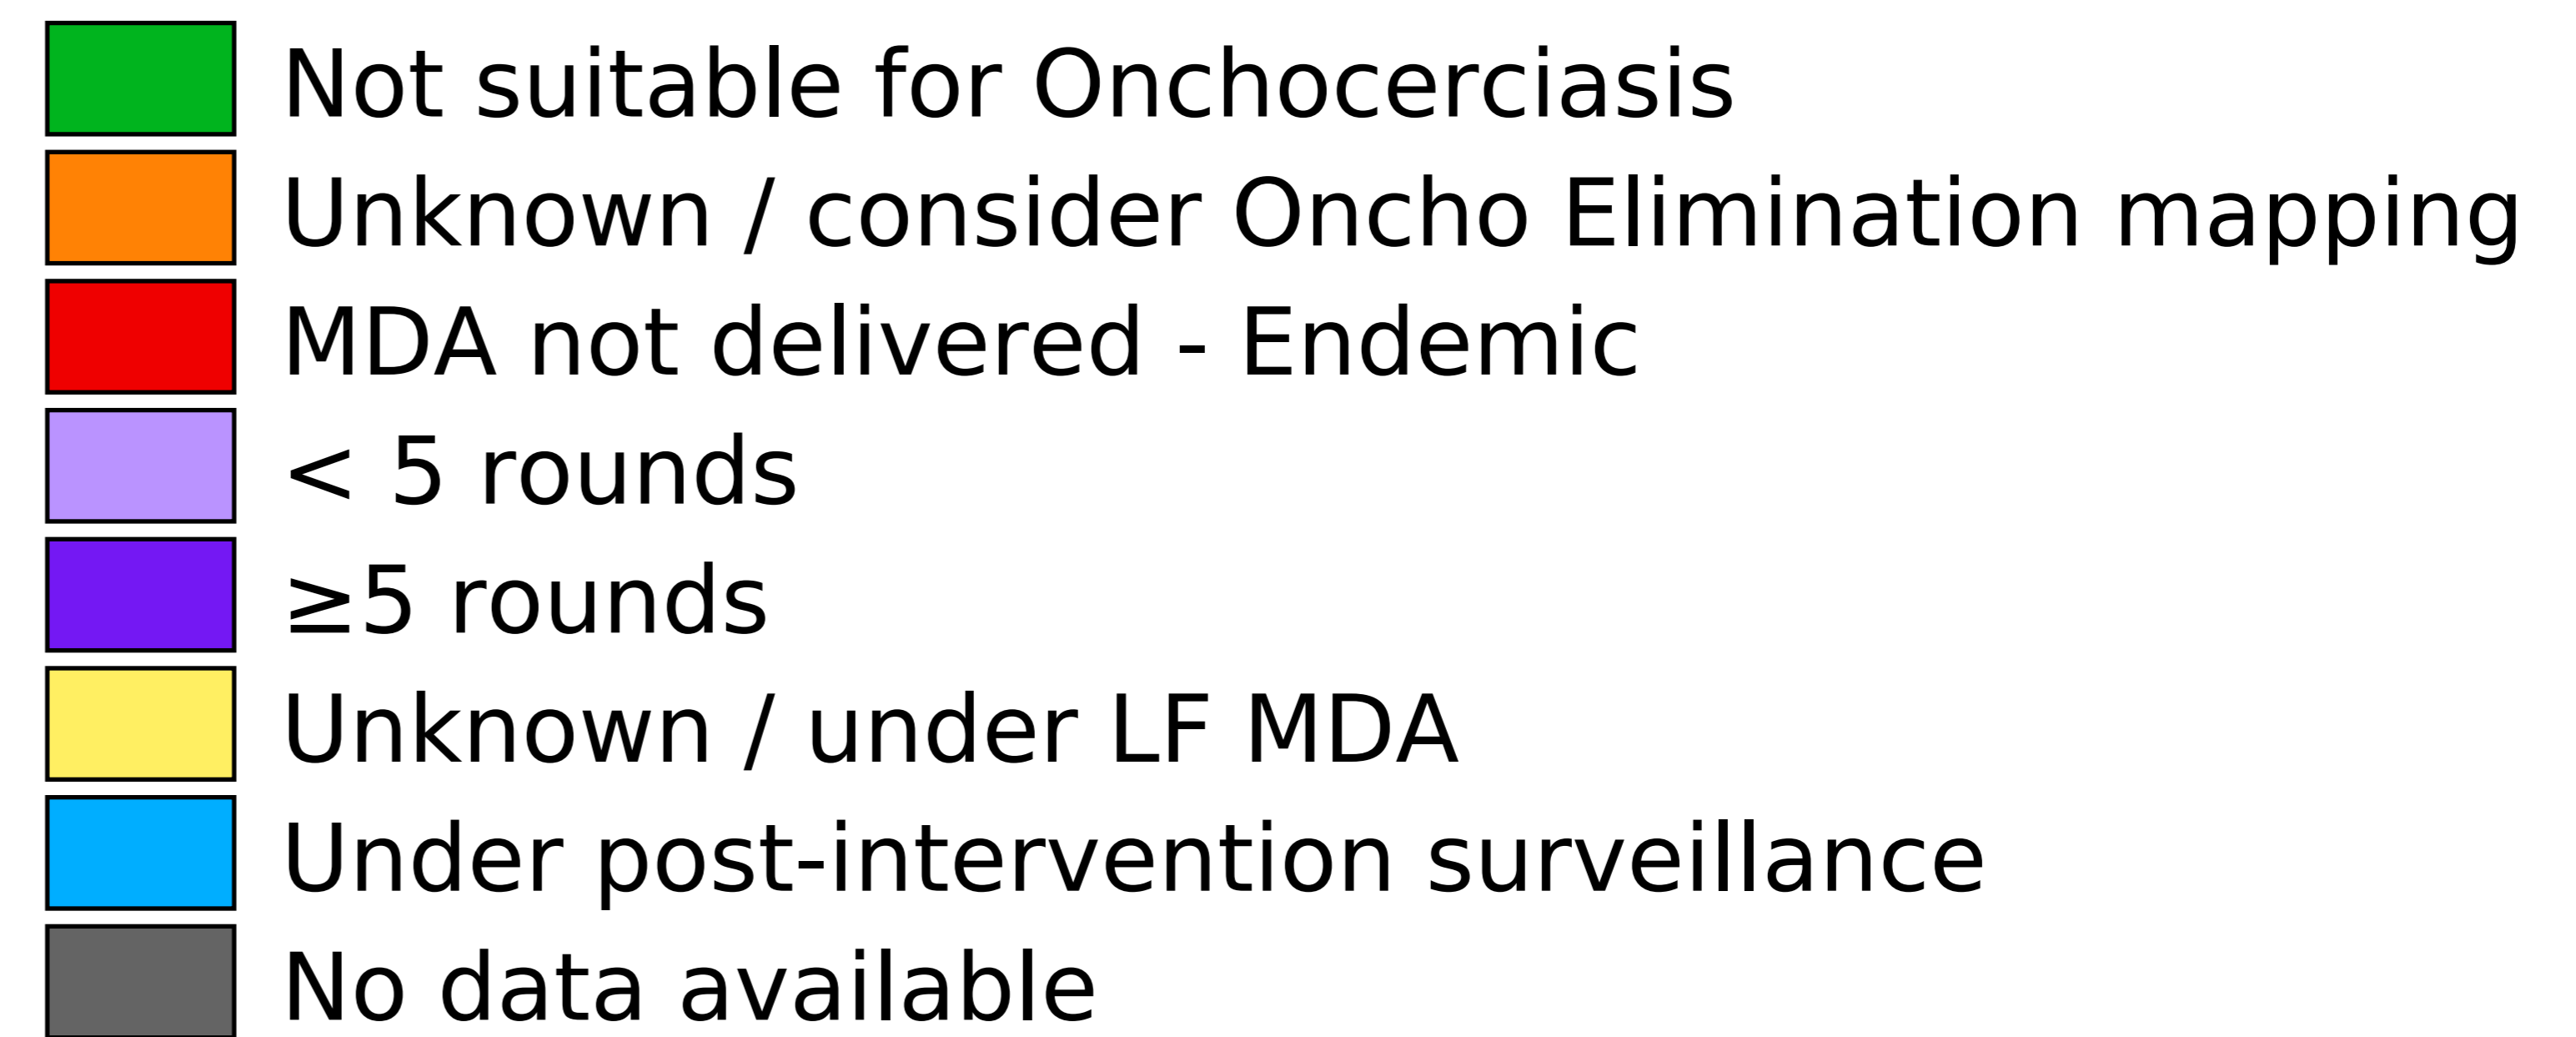 Not suitable for Onchocerciasis
Unknown / consider Oncho Elimination mapping
MDA not delivered - Endemic
< 5 rounds
≥5 rounds
Unknown / under LF MDA
Under post-intervention surveillance
No data available